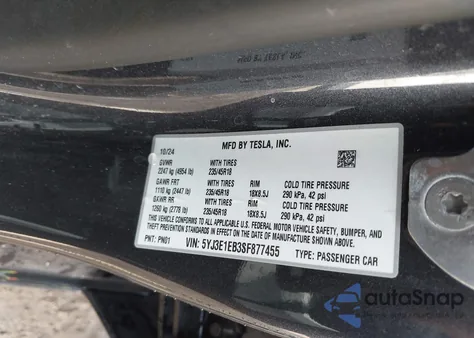 MFD BY TESLA, INC.
10/24
GVWR WITH TIRES
2247 kg (4954 lb) 235/45R18
GAWR FRT WITH TIRES RIM COLD TIRE PRESSURE
1110 kg (2447 lb) 235/45R18 18X8.5J 290 kPa, 42 psi
GAWR RR WITH TIRES RIM COLD TIRE PRESSURE
1260 kg (2778 lb) 235/45R18 18X8.5J 290 kPa, 42 psi
THIS VEHICLE CONFORMS TO ALL APPLICABLE U.S. FEDERAL MOTOR VEHICLE SAFETY, BUMPER, AND
THEFT PREVENTION STANDARDS IN EFFECT ON THE DATE OF MANUFACTURE SHOWN ABOVE.
PNT: PN01 VIN: 5YJ3E1EB3SF877455 TYPE: PASSENGER CAR
autoSnap